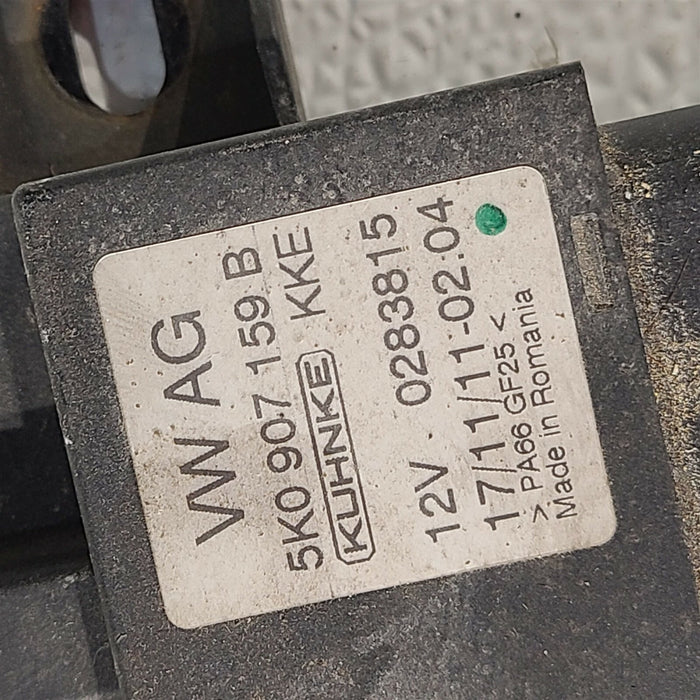 VW AG
5K0 907 159 B
KUHNKE KKE
12V 0283815
17/11/11-02.04
> PA66 GF25 <
Made in Romania